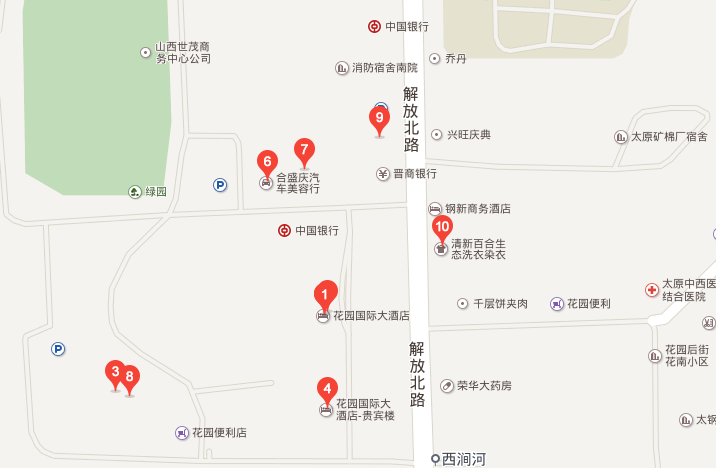 中国银行
山西世茂商
务中心公司
乔丹
消防宿舍南院
解放北路
9
兴旺庆典
太原矿棉厂宿舍
7
6
合盛庆汽
车美容行
晋商银行
P
绿园
钢新商务酒店
10
清新百合生
态洗衣染衣
中国银行
太原中西医
结合医院
1
花园国际大酒店
千层饼夹肉
花园便利
P
解放北路
花园后街
花南小区
3
8
4
荣华大药房
花园国际大
酒店-贵宾楼
太钢
花园便利店
西涧河